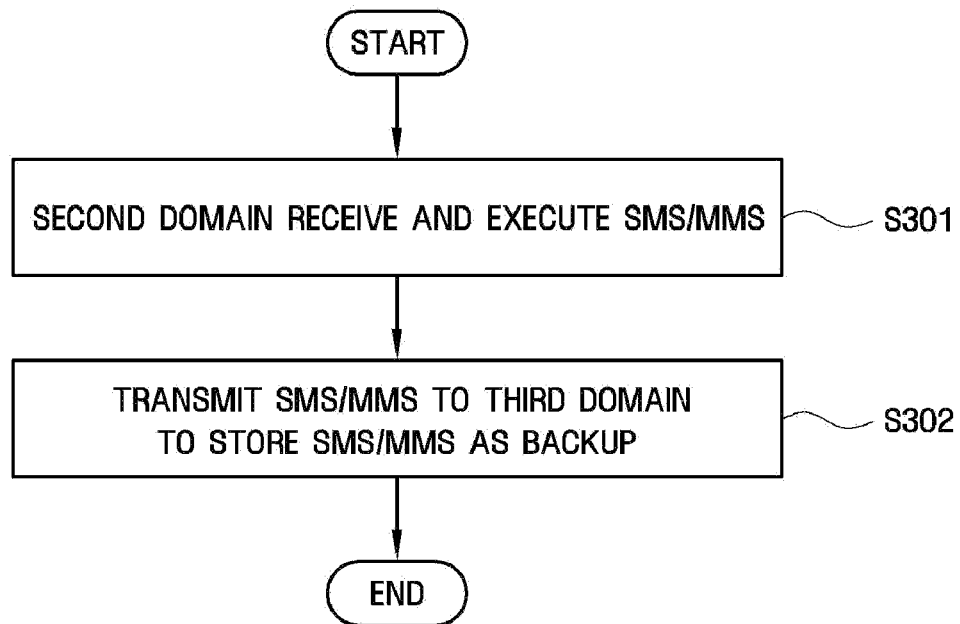 START
SECOND DOMAIN RECEIVE AND EXECUTE SMS/MMS
S301
TRANSMIT SMS/MMS TO THIRD DOMAIN
TO STORE SMS/MMS AS BACKUP
S302
END